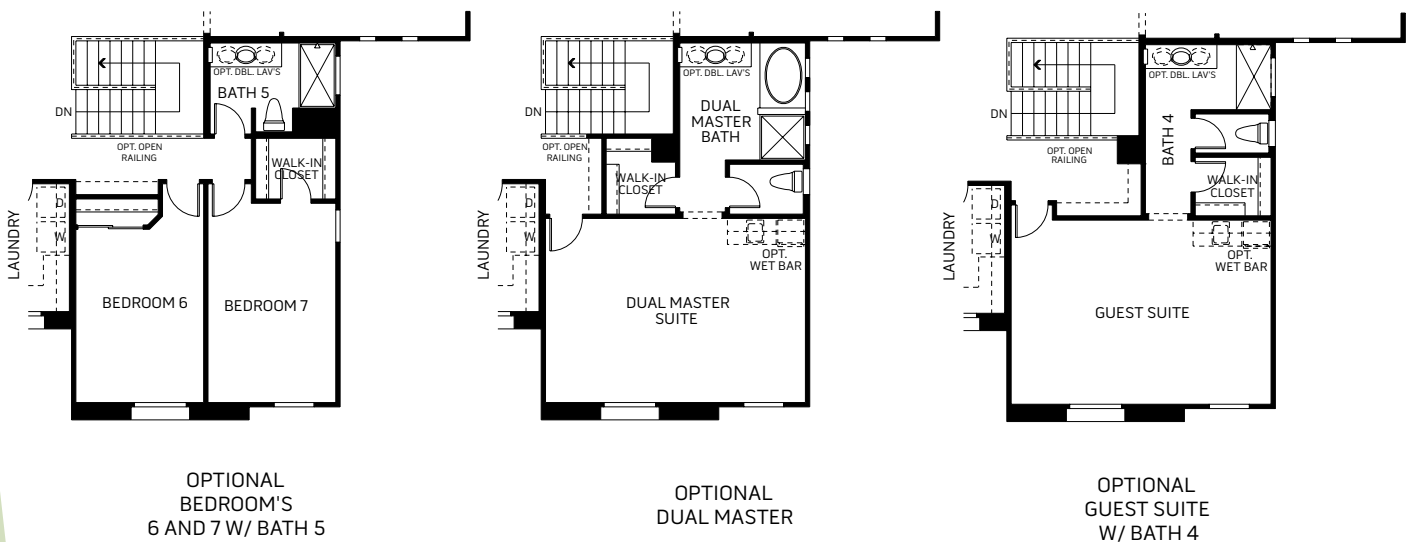 OPT. DBL. LAV'S
BATH 5
DN
OPT. OPEN
RAILING
WALK-IN
CLOSET
LAUNDRY
D
W
BEDROOM 6
BEDROOM 7
OPTIONAL
BEDROOM'S
6 AND 7 W/ BATH 5
OPT. DBL. LAV'S
DN
DUAL
MASTER
BATH
OPT. OPEN
RAILING
WALK-IN
CLOSET
LAUNDRY
D
W
OPT.
WET BAR
DUAL MASTER
SUITE
OPTIONAL
DUAL MASTER
OPT. DBL. LAV'S
DN
BATH 4
OPT. OPEN
RAILING
WALK-IN
CLOSET
LAUNDRY
D
W
OPT.
WET BAR
GUEST SUITE
OPTIONAL
GUEST SUITE
W/ BATH 4